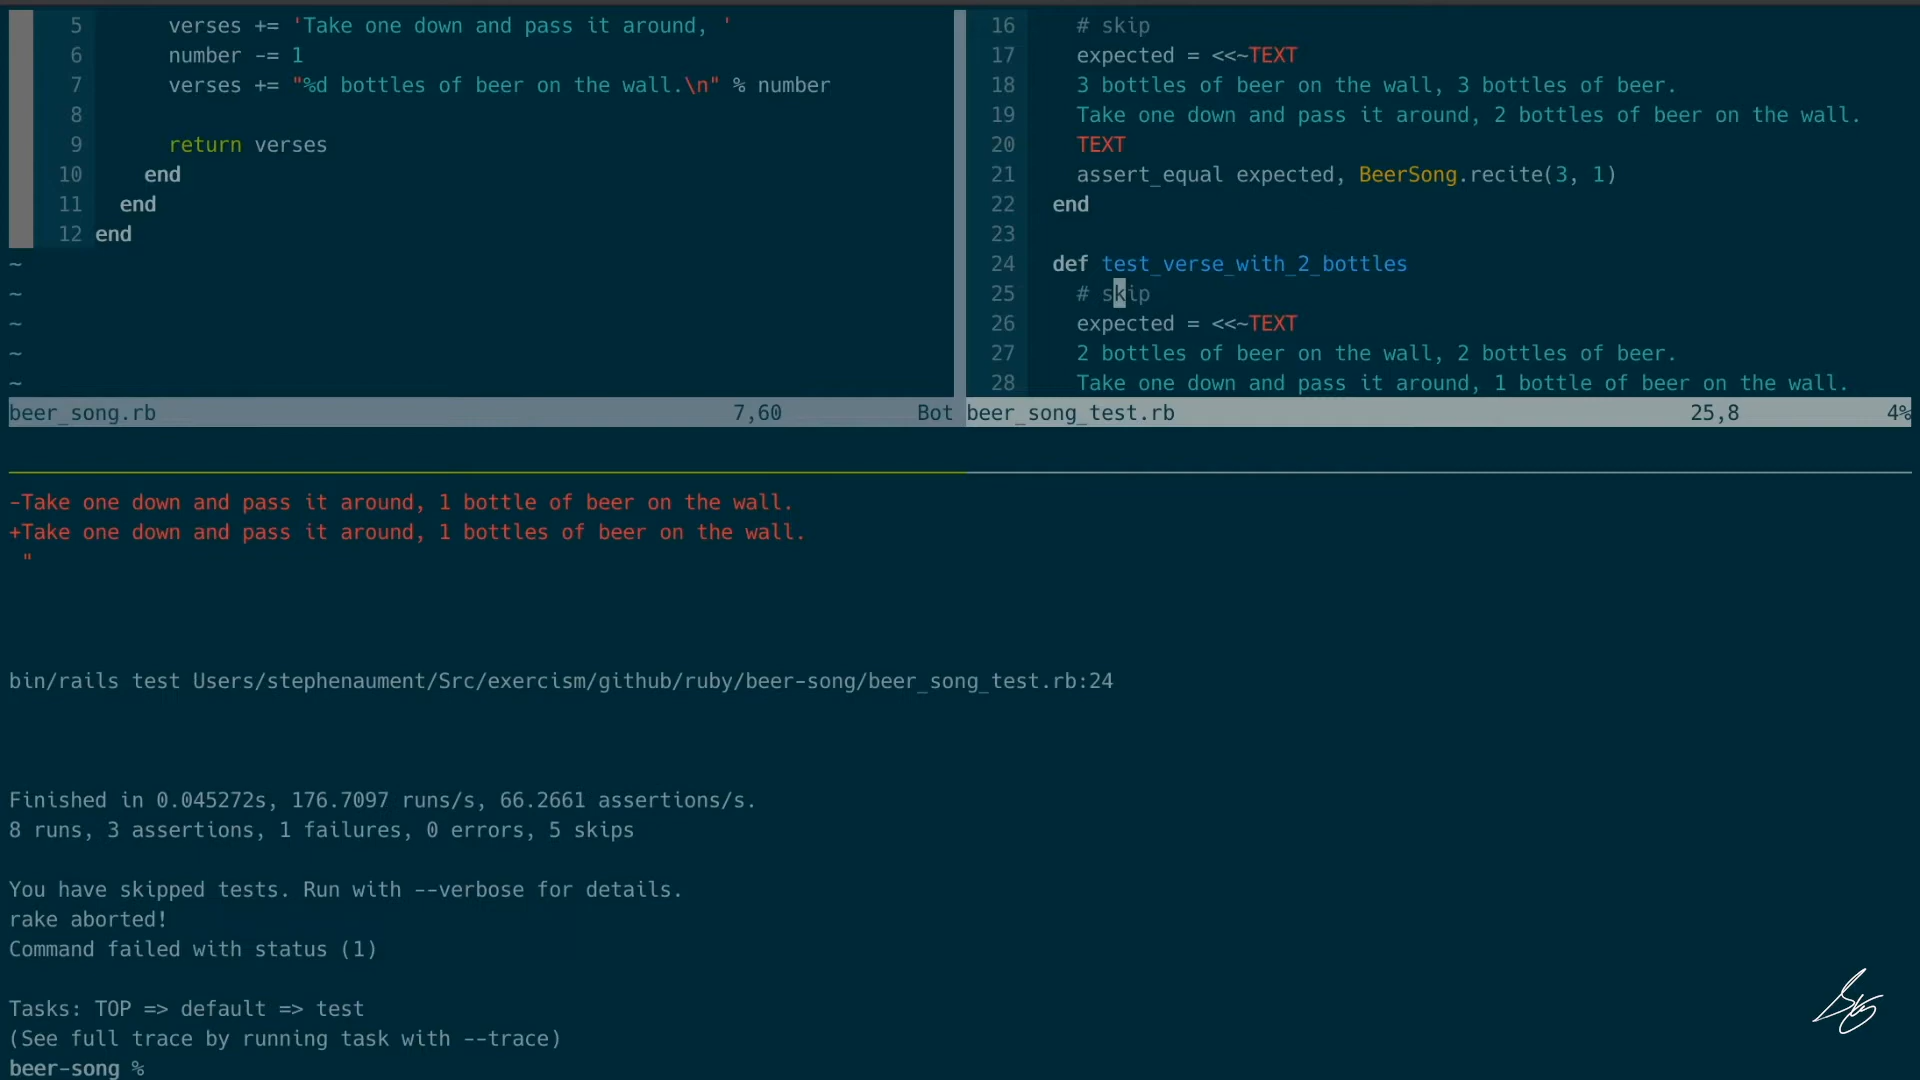 5 verses += 'Take one down and pass it around, '
6 number -= 1
7 verses += "%d bottles of beer on the wall.\n" % number
8
9 return verses
10 end
11 end
12 end
~
~
~
~
~
beer_song.rb 7,60 Bot
16 # skip
17 expected = <<~TEXT
18 3 bottles of beer on the wall, 3 bottles of beer.
19 Take one down and pass it around, 2 bottles of beer on the wall.
20 TEXT
21 assert_equal expected, BeerSong.recite(3, 1)
22 end
23
24 def test_verse_with_2_bottles
25 # skip
26 expected = <<~TEXT
27 2 bottles of beer on the wall, 2 bottles of beer.
28 Take one down and pass it around, 1 bottle of beer on the wall.
beer_song_test.rb 25,8 4%
-Take one down and pass it around, 1 bottle of beer on the wall.
+Take one down and pass it around, 1 bottles of beer on the wall.
"
bin/rails test Users/stephenaument/Src/exercism/github/ruby/beer-song/beer_song_test.rb:24
Finished in 0.045272s, 176.7097 runs/s, 66.2661 assertions/s.
8 runs, 3 assertions, 1 failures, 0 errors, 5 skips
You have skipped tests. Run with --verbose for details.
rake aborted!
Command failed with status (1)
Tasks: TOP => default => test
(See full trace by running task with --trace)
beer-song %